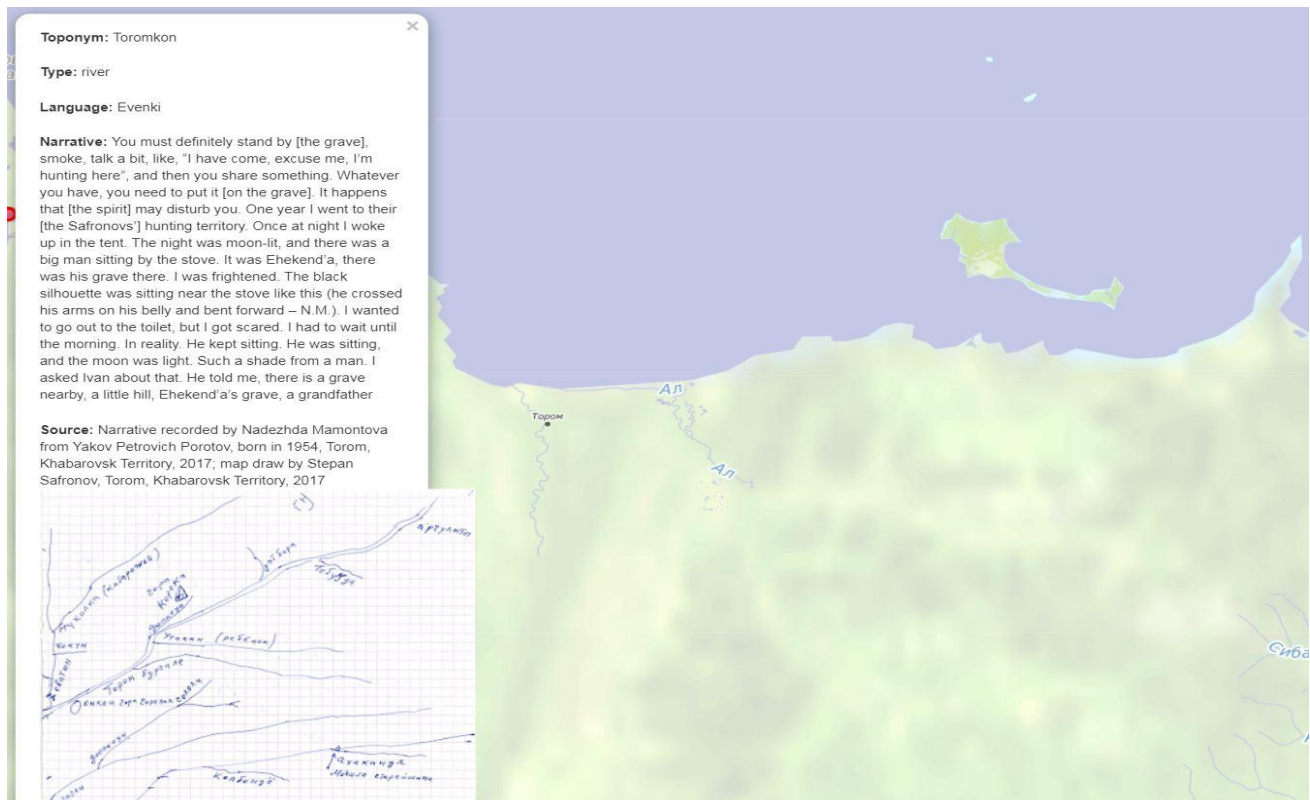 ×
Toponym: Toromkon
Type: river
Language: Evenki
Narrative: You must definitely stand by [the grave],
smoke, talk a bit, like, “I have come, excuse me, I’m
hunting here”, and then you share something. Whatever
you have, you need to put it [on the grave]. It happens
that [the spirit] may disturb you. One year I went to their
[the Safronovs’] hunting territory. Once at night I woke
up in the tent. The night was moon-lit, and there was a
big man sitting by the stove. It was Ehekend’a, there
was his grave there. I was frightened. The black
silhouette was sitting near the stove like this (he crossed
his arms on his belly and bent forward – N.M.). I wanted
to go out to the toilet, but I got scared. I had to wait until
the morning. In reality. He kept sitting. He was sitting,
and the moon was light. Such a shade from a man. I
asked Ivan about that. He told me, there is a grave
nearby, a little hill, Ehekend’a’s grave, a grandfather
Source: Narrative recorded by Nadezhda Mamontova
from Yakov Petrovich Porotov, born in 1954, Torom,
Khabarovsk Territory, 2017; map draw by Stepan
Safronov, Torom, Khabarovsk Territory, 2017
Ал
Тором
Ал
Сиба
гора
(ребенок)
Тором
гора